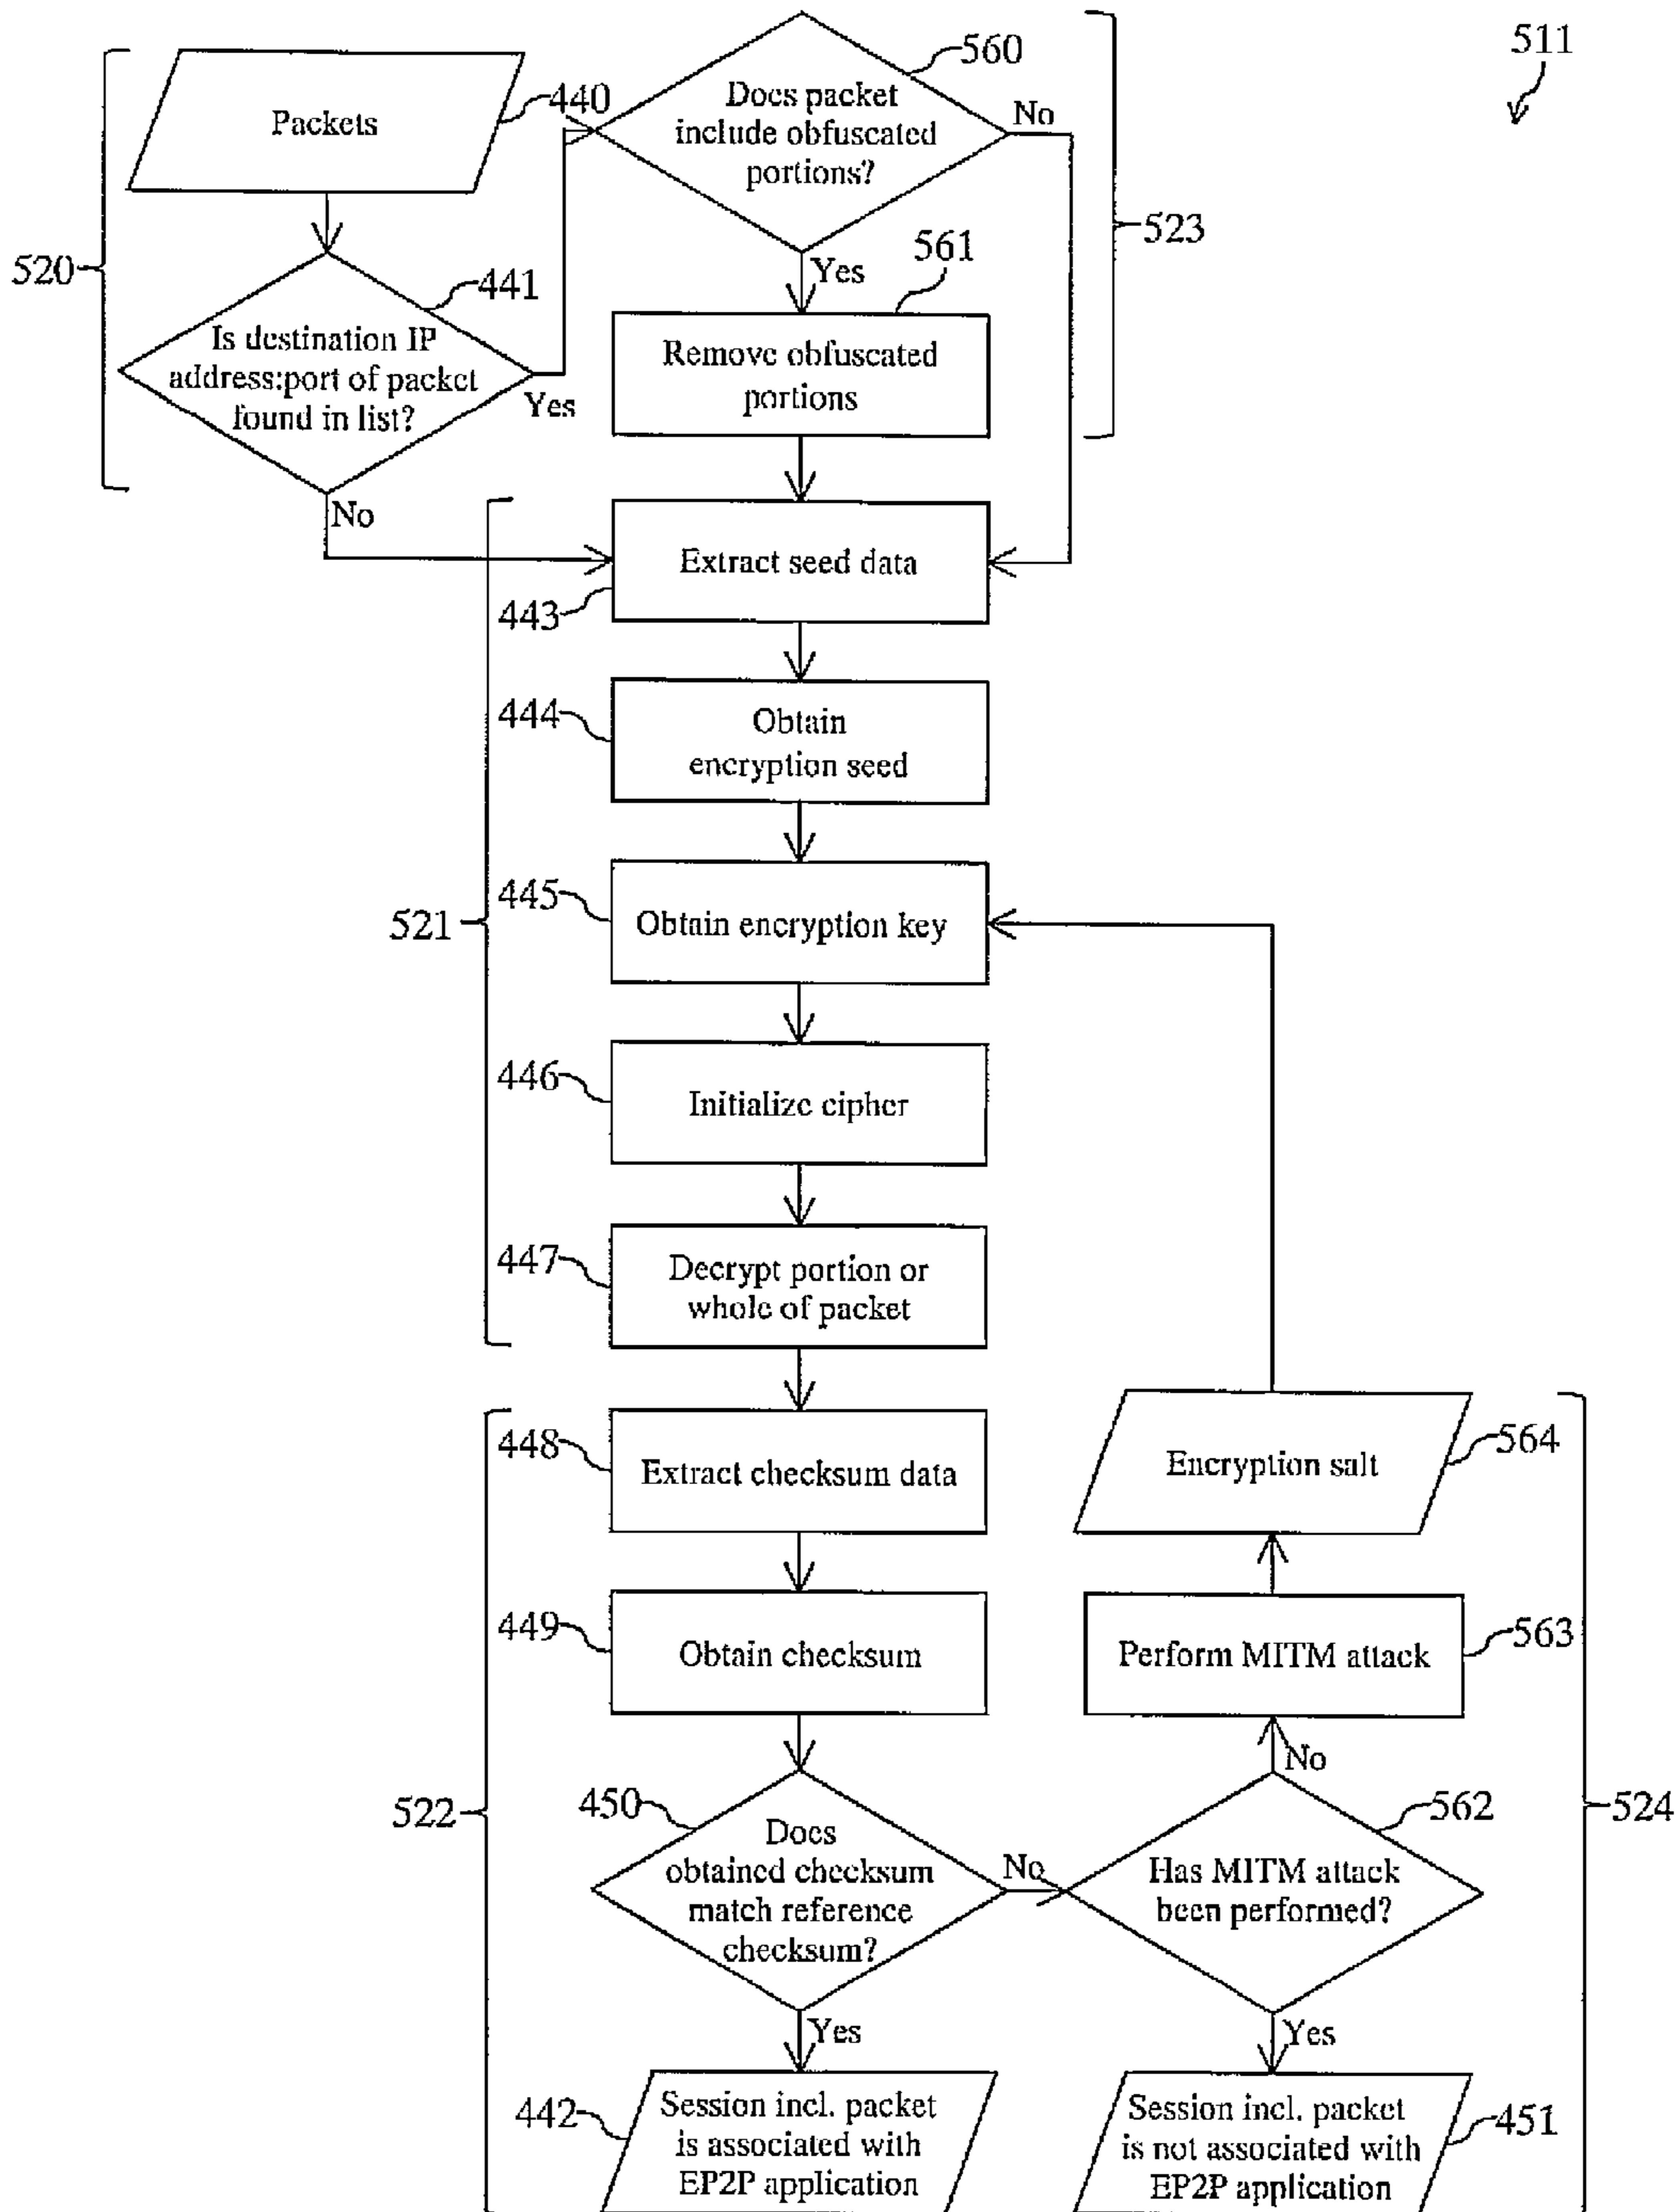 511
520
Packets
440
441
Is destination IP
address:port of packet
found in list?
Yes
No
560
Does packet
include obfuscated
portions?
No
Yes
561
Remove obfuscated
portions
523
521
Extract seed data
443
444
Obtain
encryption seed
445
Obtain encryption key
446
Initialize cipher
447
Decrypt portion or
whole of packet
522
448
Extract checksum data
449
Obtain checksum
450
Does
obtained checksum
match reference
checksum?
No
Yes
442
Session incl. packet
is associated with
EP2P application
524
Encryption salt
564
Perform MITM attack
563
No
562
Has MITM attack
been performed?
Yes
Session incl. packet
is not associated with
EP2P application
451